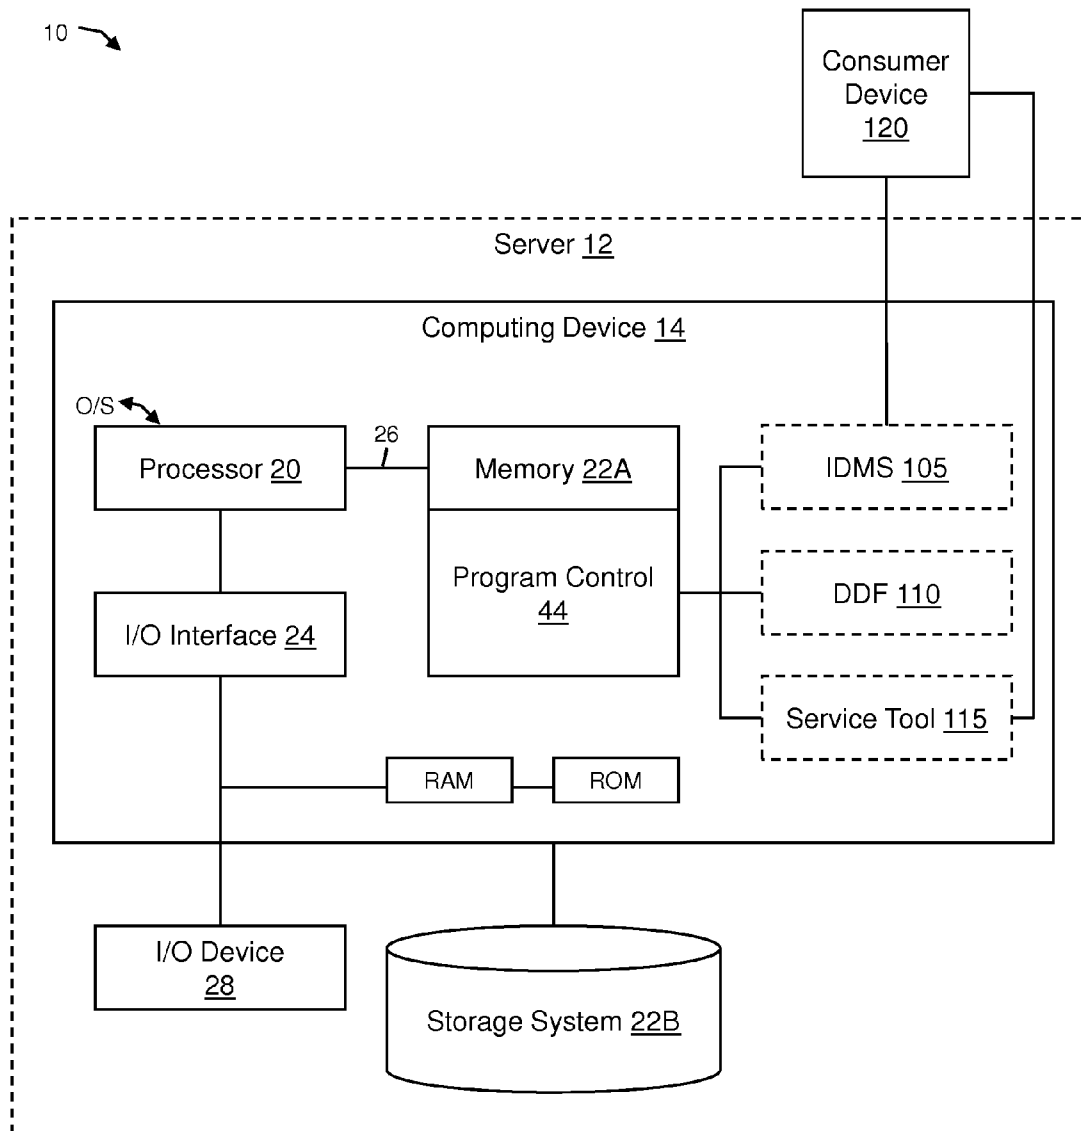 10
Consumer
Device
120
Server 12
Computing Device 14
O/S
26
Processor 20
Memory 22A
IDMS 105
Program Control
44
DDF 110
I/O Interface 24
Service Tool 115
RAM
ROM
I/O Device
28
Storage System 22B